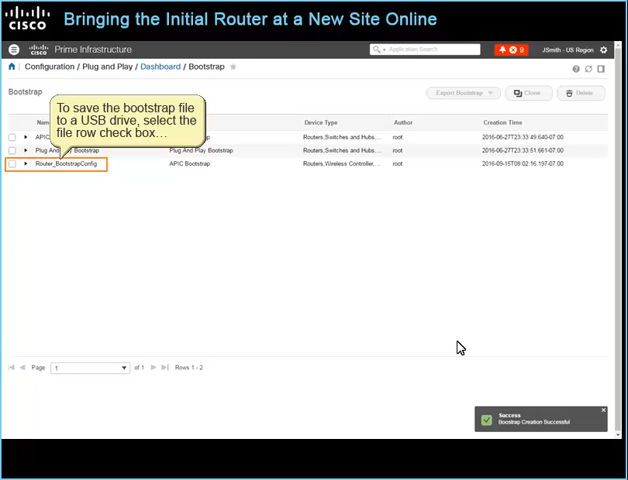 CISCO
Bringing the Initial Router at a New Site Online
CISCO
Prime Infrastructure
Application Search
9
JSmith - US Region
Configuration / Plug and Play / Dashboard / Bootstrap
Bootstrap
Export Bootstrap
Clone
Delete
To save the bootstrap file
to a USB drive, select the
file row check box...
Device Type
Author
Creation Time
Routers,Switches and Hubs,...
root
2016-06-27T23:33:49.640-07:00
Plug And Play Bootstrap
Plug And Play Bootstrap
Routers,Switches and Hubs,...
root
2016-06-27T23:33:51.661-07:00
Router_BootstrapConfig
APIC Bootstrap
Routers,Wireless Controller,...
root
2016-09-15T08:02:16.197-07:00
Page
1
of 1
Rows 1 - 2
Success
Boostrap Creation Successful